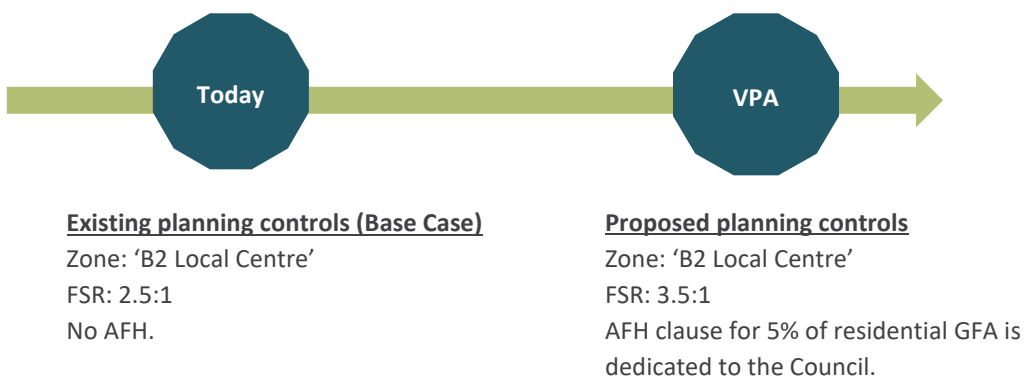 Today
VPA
Existing planning controls (Base Case)
Zone: ‘B2 Local Centre’
FSR: 2.5:1
No AFH.
Proposed planning controls
Zone: ‘B2 Local Centre’
FSR: 3.5:1
AFH clause for 5% of residential GFA is
dedicated to the Council.